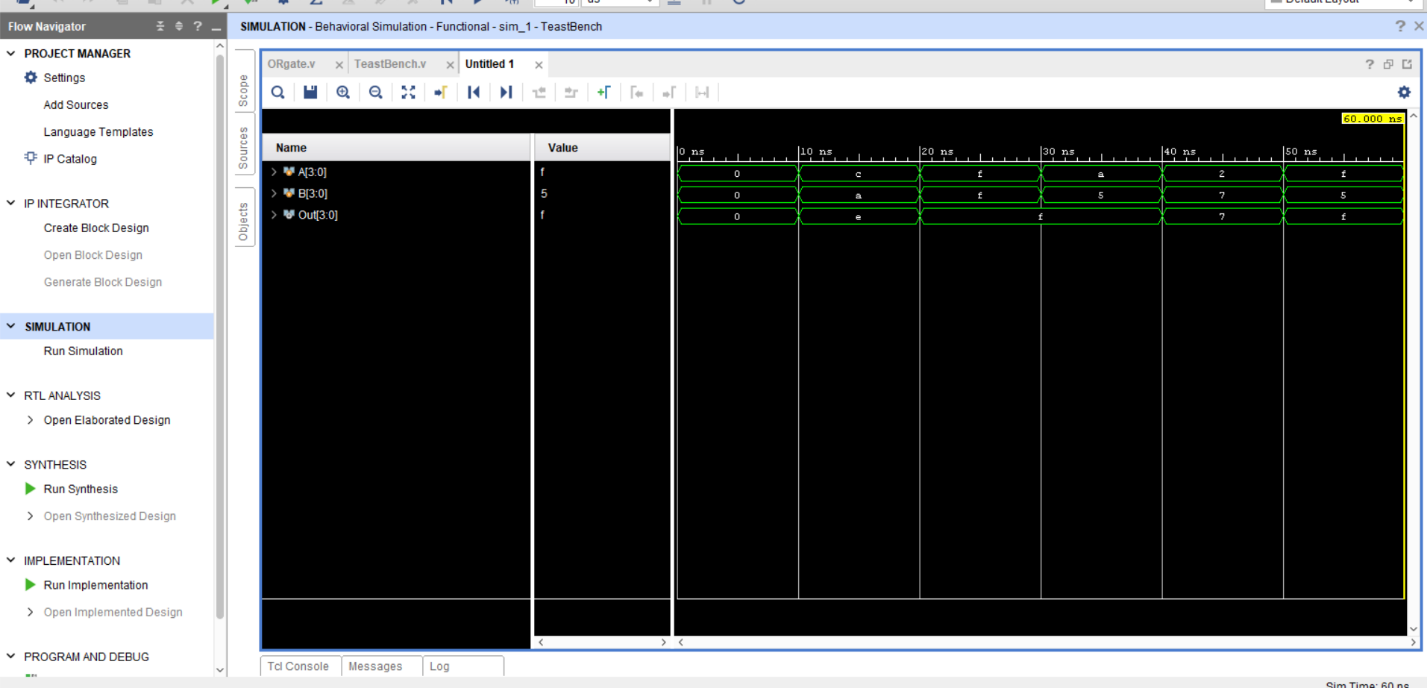 10 us Default Layout
Flow Navigator ? _
SIMULATION - Behavioral Simulation - Functional - sim_1 - TeastBench ? ×
PROJECT MANAGER
Settings
Add Sources
Language Templates
IP Catalog
IP INTEGRATOR
Create Block Design
Open Block Design
Generate Block Design
SIMULATION
Run Simulation
RTL ANALYSIS
Open Elaborated Design
SYNTHESIS
Run Synthesis
Open Synthesized Design
IMPLEMENTATION
Run Implementation
Open Implemented Design
PROGRAM AND DEBUG
Scope
Sources
Objects
ORgate.v × TeastBench.v × Untitled 1 × ?
60.000 ns
Name Value
0 ns 10 ns 20 ns 30 ns 40 ns 50 ns
A[3:0] f 0 c f a 2 f
B[3:0] 5 0 a f 5 7 5
Out[3:0] f 0 e f 7 f
Tcl Console Messages Log
Sim Time: 60 ns